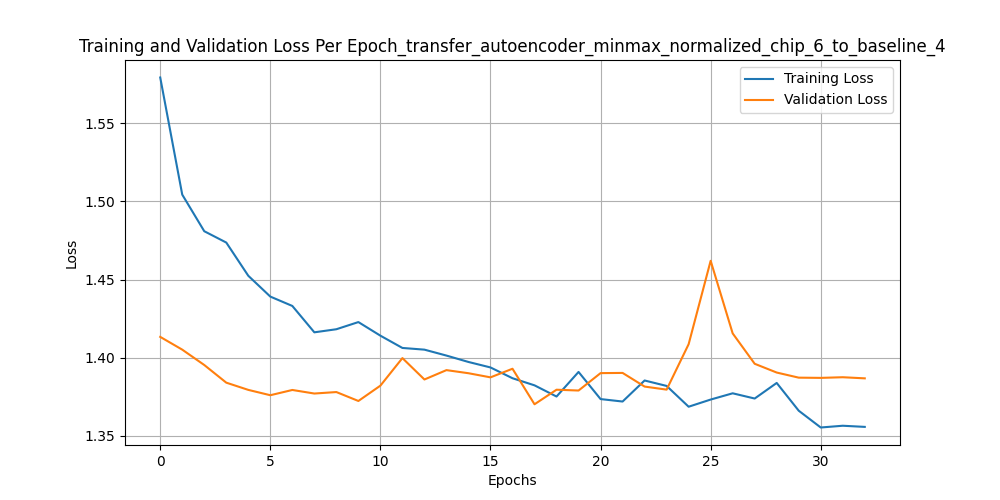 Training and Validation Loss Per Epoch_transfer_autoencoder_minmax_normalized_chip_6_to_baseline_4
Training Loss
Validation Loss
1.55
1.50
1.45
1.40
1.35
Loss
0 5 10 15 20 25 30
Epochs